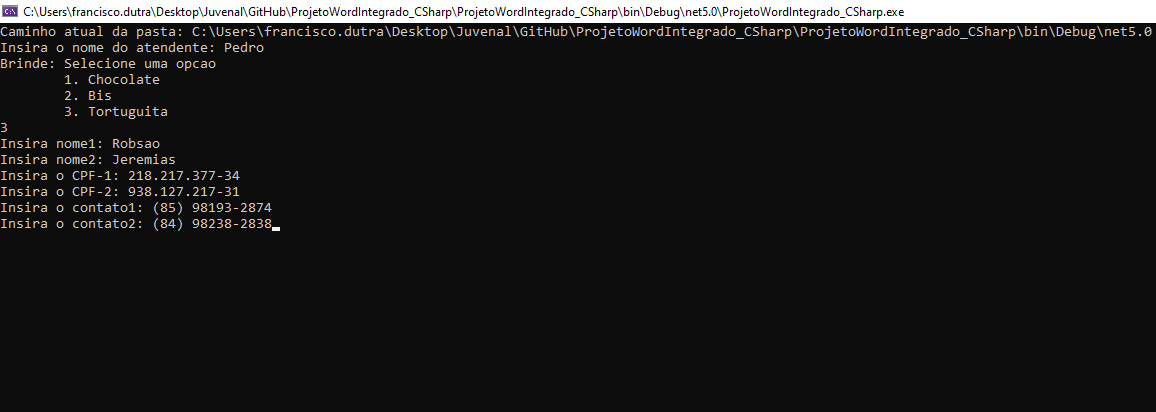 C:\Users\francisco.dutra\Desktop\Juvenal\GitHub\ProjetoWordIntegrado_CSharp\ProjetoWordIntegrado_CSharp\bin\Debug\net5.0\ProjetoWordIntegrado_CSharp.exe
Caminho atual da pasta: C:\Users\francisco.dutra\Desktop\Juvenal\GitHub\ProjetoWordIntegrado_CSharp\ProjetoWordIntegrado_CSharp\bin\Debug\net5.0
Insira o nome do atendente: Pedro
Brinde: Selecione uma opcao
1. Chocolate
2. Bis
3. Tortuguita
3
Insira nome1: Robsao
Insira nome2: Jeremias
Insira o CPF-1: 218.217.377-34
Insira o CPF-2: 938.127.217-31
Insira o contato1: (85) 98193-2874
Insira o contato2: (84) 98238-2838